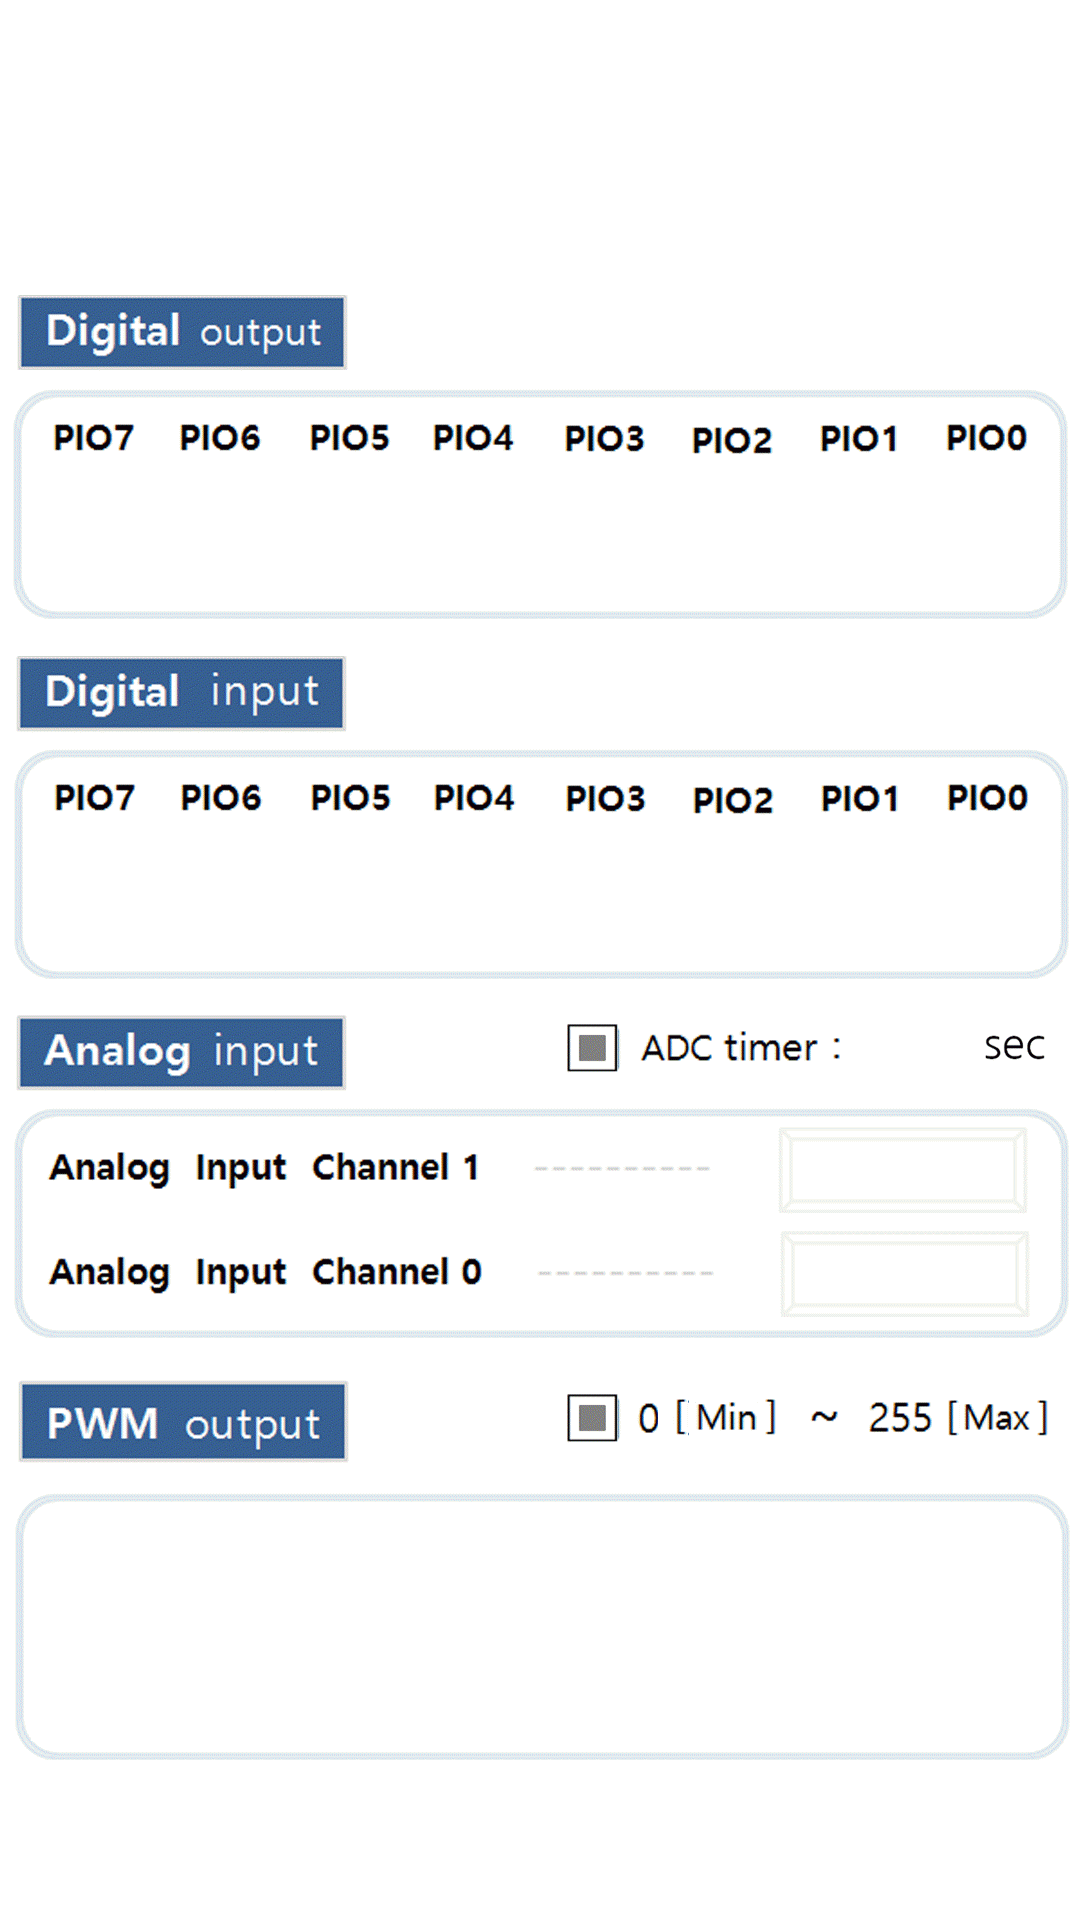 Digital output
PIO7 PIO6 PIO5 PIO4 PIO3 PIO2 PIO1 PIO0
Digital input
PIO7 PIO6 PIO5 PIO4 PIO3 PIO2 PIO1 PIO0
Analog input ADC timer : sec
Analog Input Channel 1 ----------
Analog Input Channel 0 ----------
PWM output 0 [Min] ~ 255 [Max]